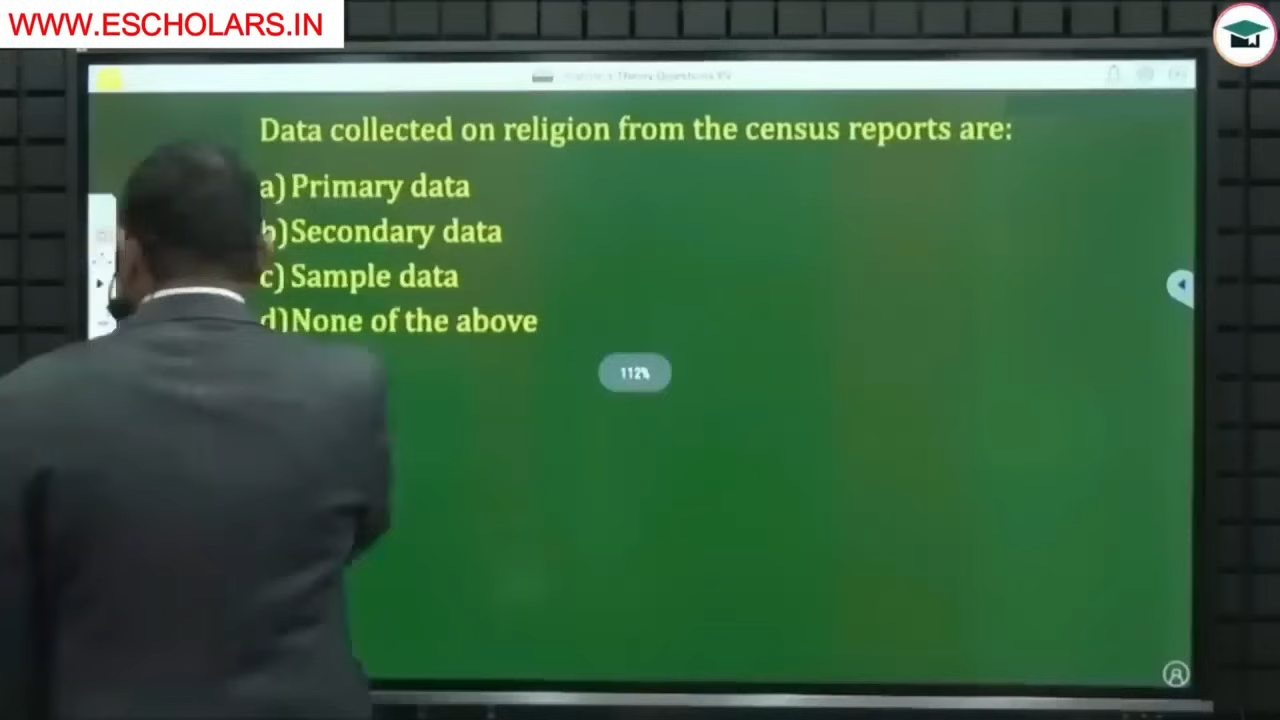 WWW.ESCHOLARS.IN
Data collected on religion from the census reports are:
a) Primary data
b) Secondary data
c) Sample data
d) None of the above
112%